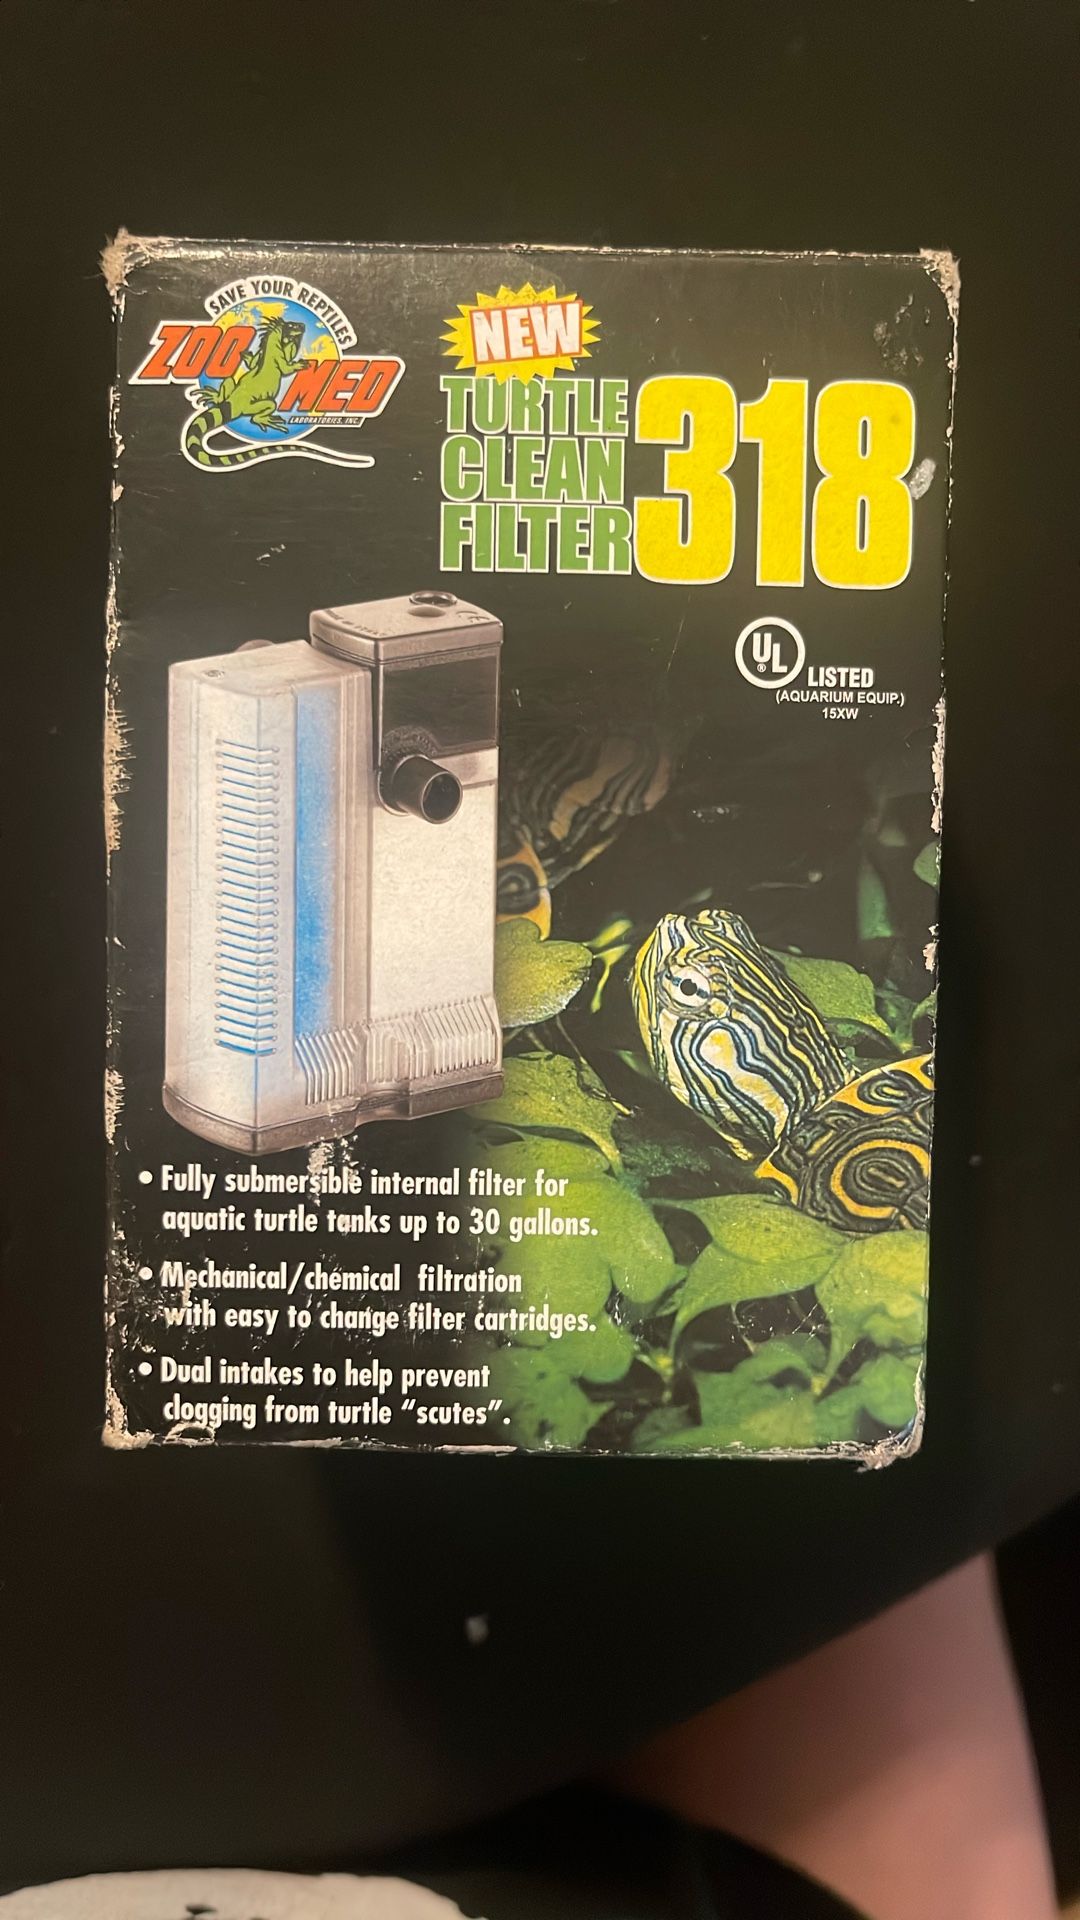 SAVE YOUR REPTILES
ZOO MED
LABORATORIES, INC.
NEW
TURTLE
CLEAN
FILTER
318
UL
®
LISTED
(AQUARIUM EQUIP.)
15XW
• Fully submersible internal filter for
aquatic turtle tanks up to 30 gallons.
• Mechanical/chemical filtration
with easy to change filter cartridges.
• Dual intakes to help prevent
clogging from turtle “scutes”.